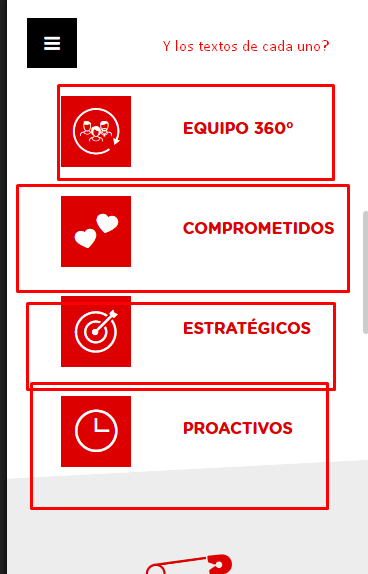 Y los textos de cada uno?
EQUIPO 360º
COMPROMETIDOS
ESTRATÉGICOS
PROACTIVOS